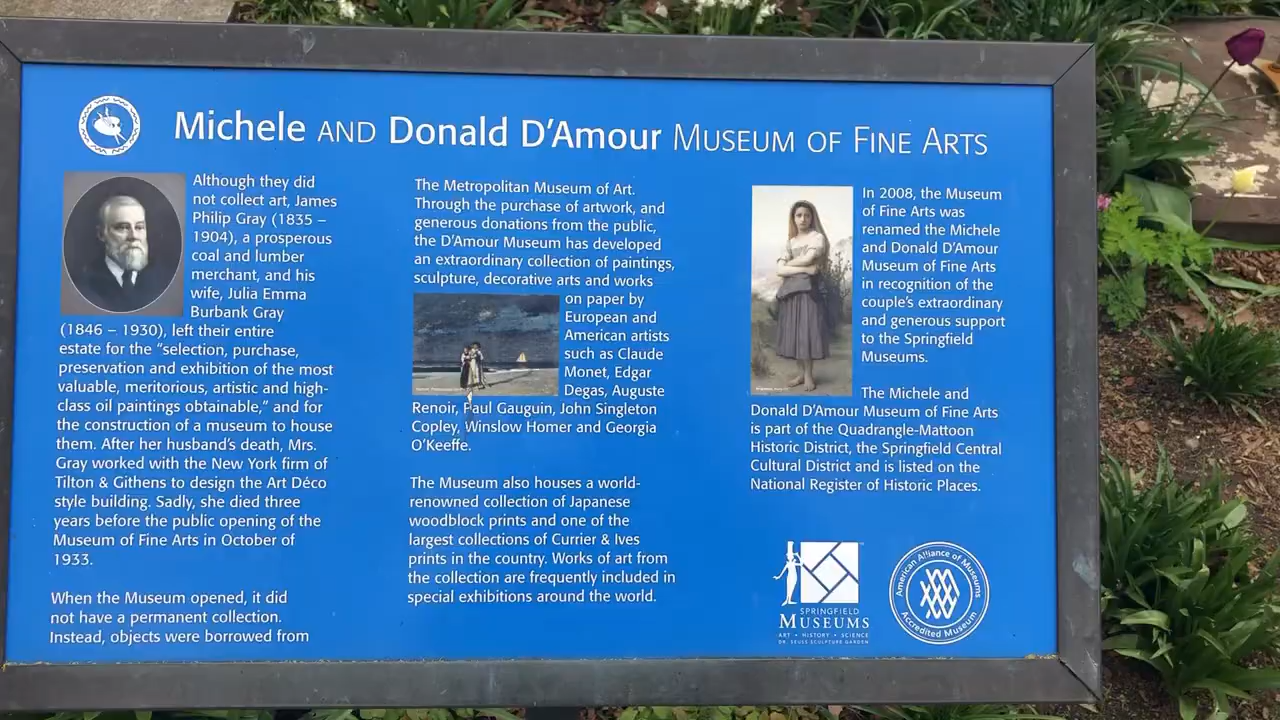 Michele AND Donald D'Amour MUSEUM OF FINE ARTS
Although they did
not collect art, James
Philip Gray (1835 –
1904), a prosperous
coal and lumber
merchant, and his
wife, Julia Emma
Burbank Gray
(1846 – 1930), left their entire
estate for the “selection, purchase,
preservation and exhibition of the most
valuable, meritorious, artistic and high-
class oil paintings obtainable,” and for
the construction of a museum to house
them. After her husband's death, Mrs.
Gray worked with the New York firm of
Tilton & Githens to design the Art Déco
style building. Sadly, she died three
years before the public opening of the
Museum of Fine Arts in October of
1933.
When the Museum opened, it did
not have a permanent collection.
Instead, objects were borrowed from
The Metropolitan Museum of Art.
Through the purchase of artwork, and
generous donations from the public,
the D'Amour Museum has developed
an extraordinary collection of paintings,
sculpture, decorative arts and works
on paper by
European and
American artists
such as Claude
Monet, Edgar
Degas, Auguste
Renoir, Paul Gauguin, John Singleton
Copley, Winslow Homer and Georgia
O'Keeffe.
The Museum also houses a world-
renowned collection of Japanese
woodblock prints and one of the
largest collections of Currier & Ives
prints in the country. Works of art from
the collection are frequently included in
special exhibitions around the world.
In 2008, the Museum
of Fine Arts was
renamed the Michele
and Donald D'Amour
Museum of Fine Arts
in recognition of the
couple's extraordinary
and generous support
to the Springfield
Museums.
The Michele and
Donald D'Amour Museum of Fine Arts
is part of the Quadrangle-Mattoon
Historic District, the Springfield Central
Cultural District and is listed on the
National Register of Historic Places.
SPRINGFIELD
MUSEUMS
ART • HISTORY • SCIENCE
DR. SEUSS SCULPTURE GARDEN
American Alliance of Museums
Accredited Museum